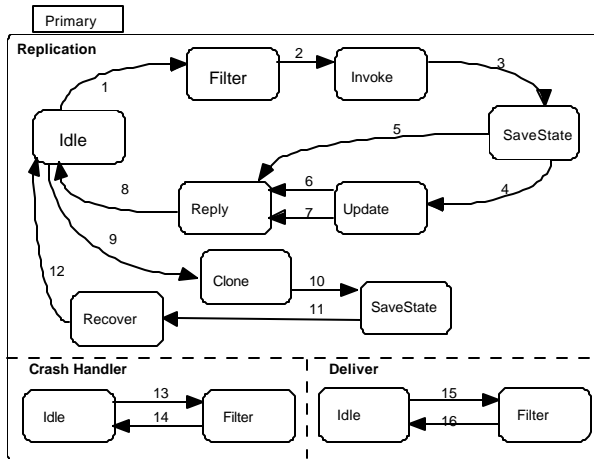 Primary
Replication
1
Filter
2
Invoke
3
Idle
SaveState
5
4
8
Reply
6
7
Update
9
Clone
10
SaveState
12
Recover
11
Crash Handler
Idle
13
14
Filter
Deliver
Idle
15
16
Filter